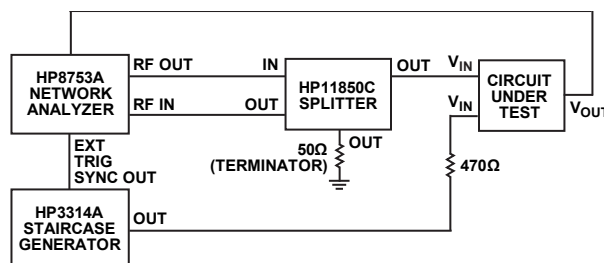 HP8753A
NETWORK
ANALYZER
RF OUT
IN
RF IN
OUT
HP11850C
SPLITTER
OUT
V_IN
V_IN
CIRCUIT
UNDER
TEST
V_OUT
OUT
50Ω
(TERMINATOR)
470Ω
EXT
TRIG
SYNC OUT
HP3314A
STAIRCASE
GENERATOR
OUT